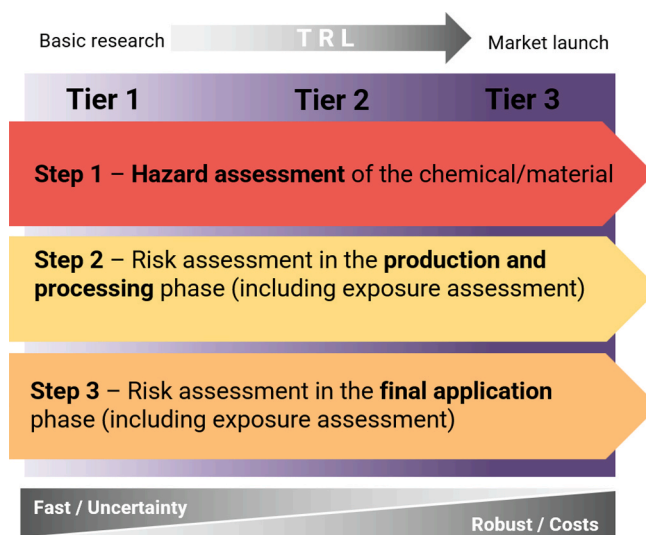 Basic research
T R L
Market launch
Tier 1
Tier 2
Tier 3
Step 1 – Hazard assessment of the chemical/material
Step 2 – Risk assessment in the production and
processing phase (including exposure assessment)
Step 3 – Risk assessment in the final application
phase (including exposure assessment)
Fast / Uncertainty
Robust / Costs